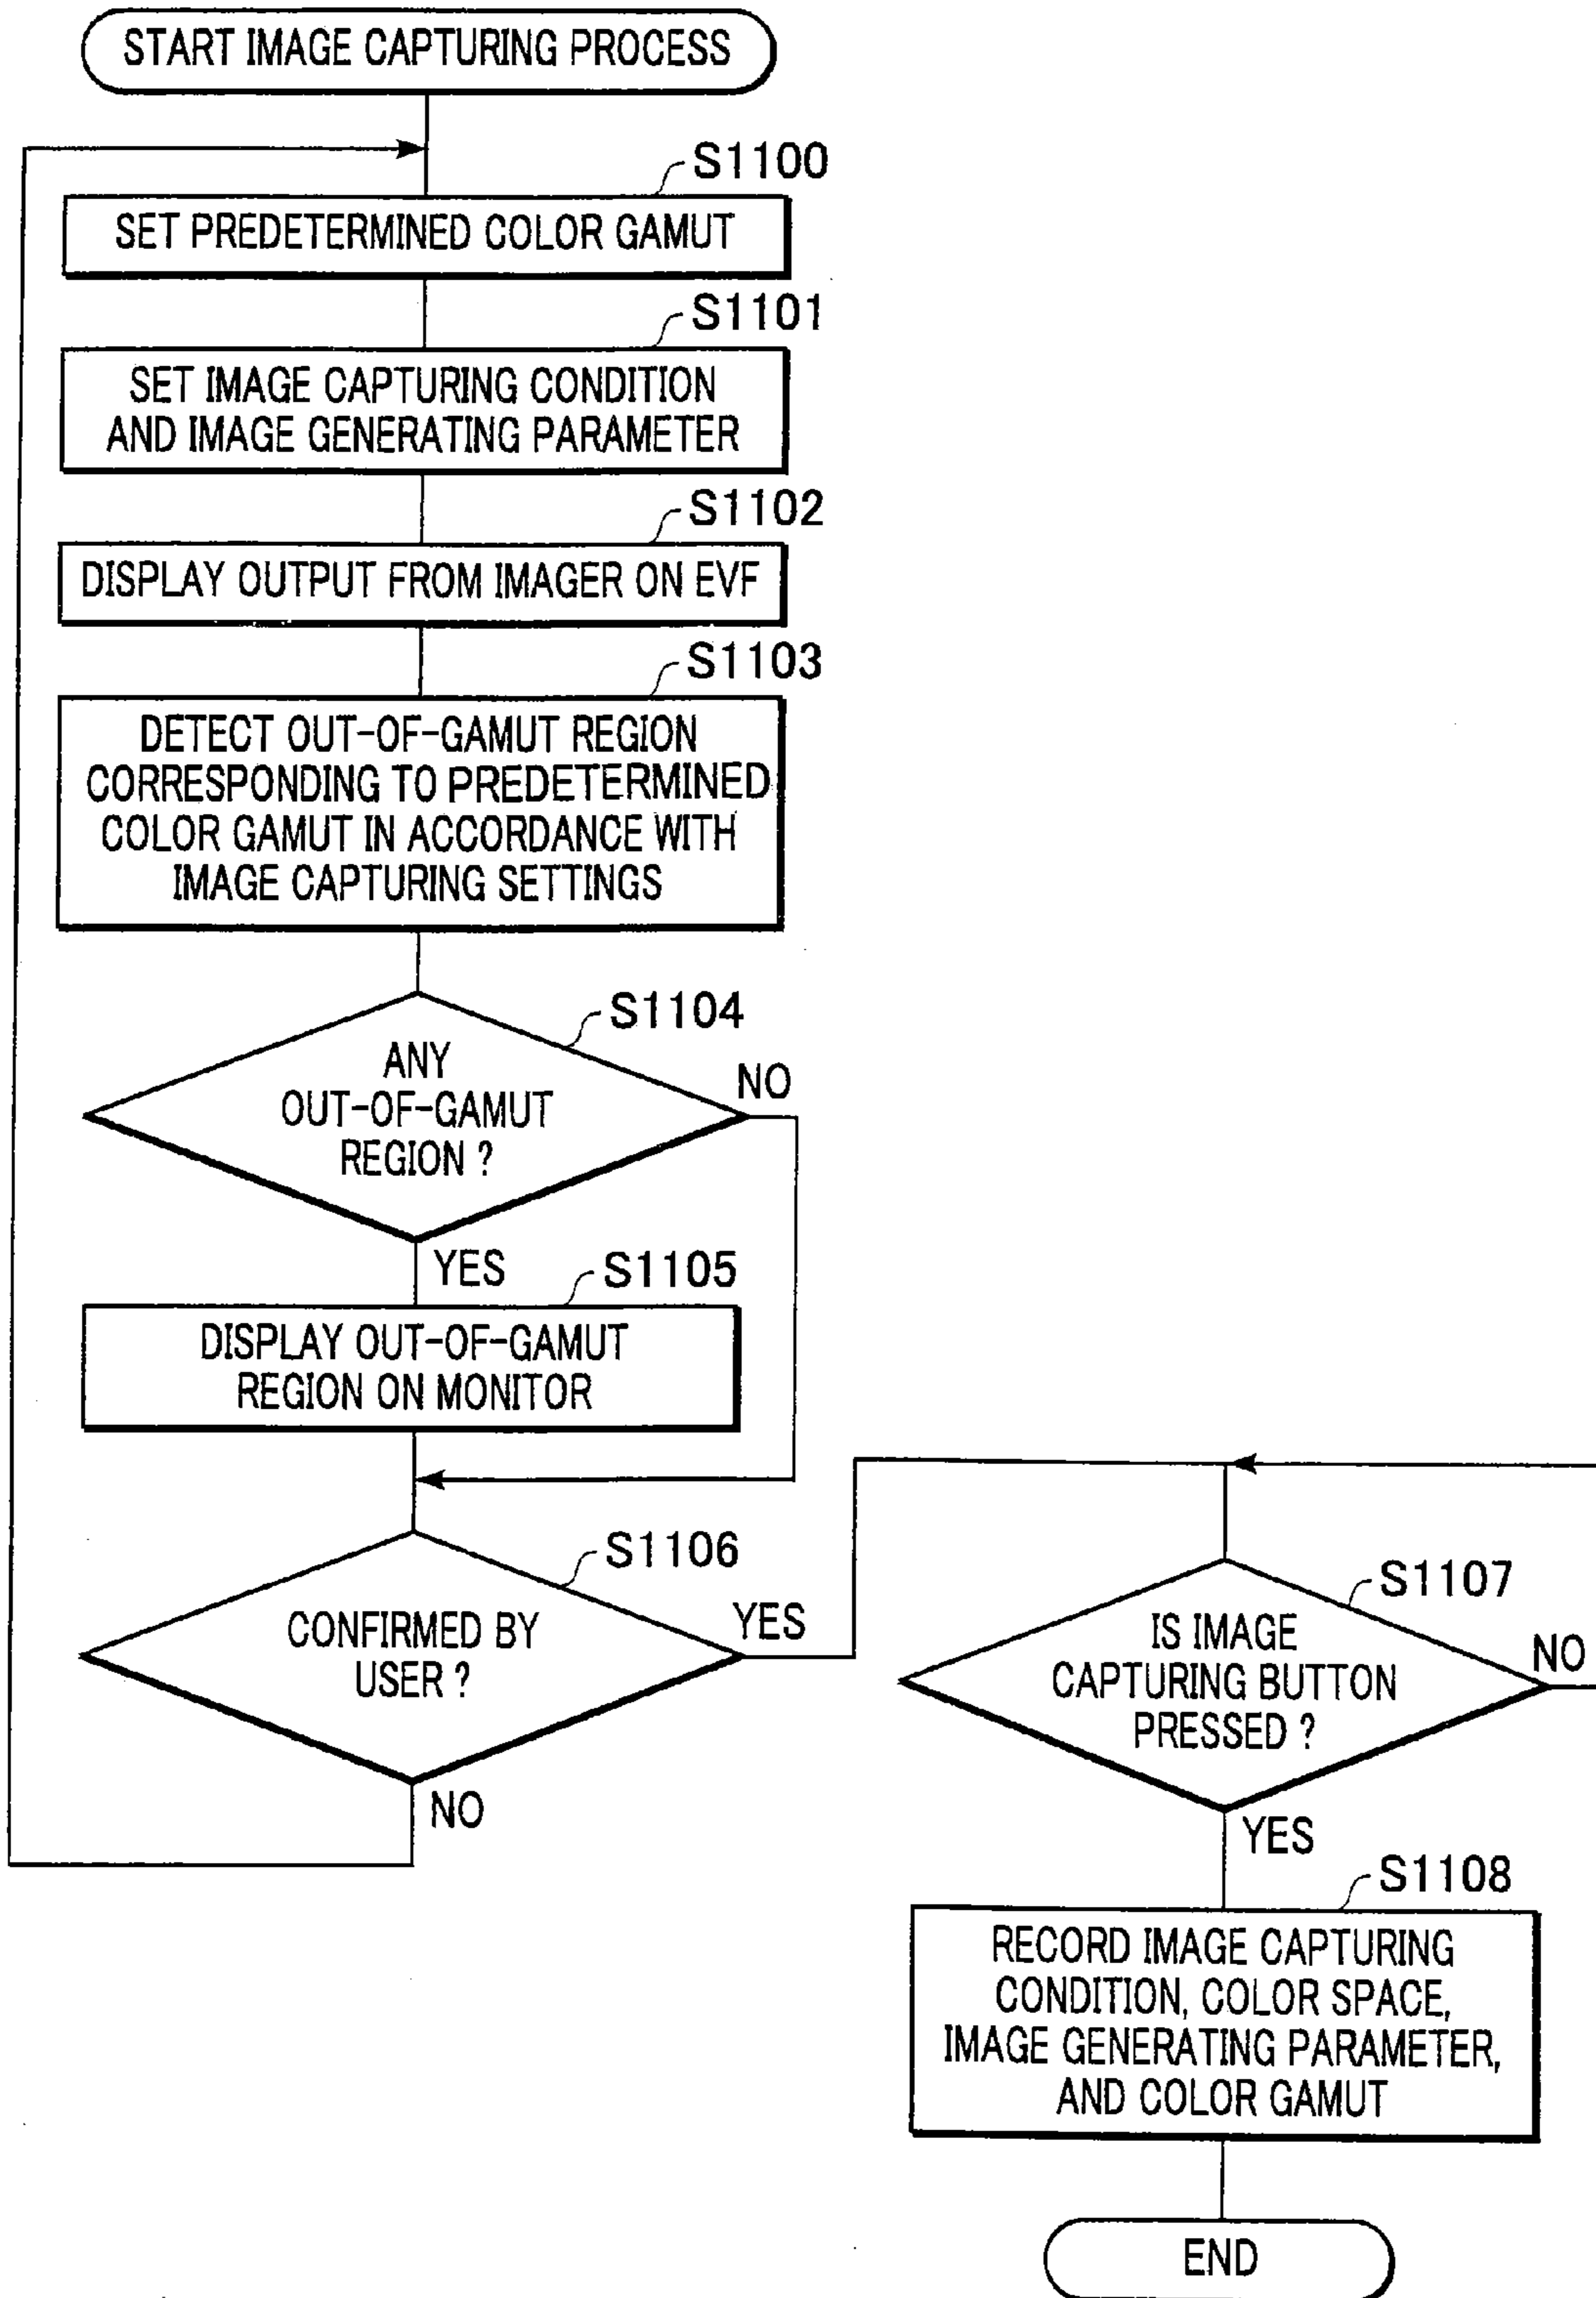 START IMAGE CAPTURING PROCESS
S1100
SET PREDETERMINED COLOR GAMUT
S1101
SET IMAGE CAPTURING CONDITION
AND IMAGE GENERATING PARAMETER
S1102
DISPLAY OUTPUT FROM IMAGER ON EVF
S1103
DETECT OUT-OF-GAMUT REGION
CORRESPONDING TO PREDETERMINED
COLOR GAMUT IN ACCORDANCE WITH
IMAGE CAPTURING SETTINGS
S1104
ANY
OUT-OF-GAMUT
REGION ?
NO
YES
S1105
DISPLAY OUT-OF-GAMUT
REGION ON MONITOR
S1106
CONFIRMED BY
USER ?
YES
NO
S1107
IS IMAGE
CAPTURING BUTTON
PRESSED ?
NO
YES
S1108
RECORD IMAGE CAPTURING
CONDITION, COLOR SPACE,
IMAGE GENERATING PARAMETER,
AND COLOR GAMUT
END